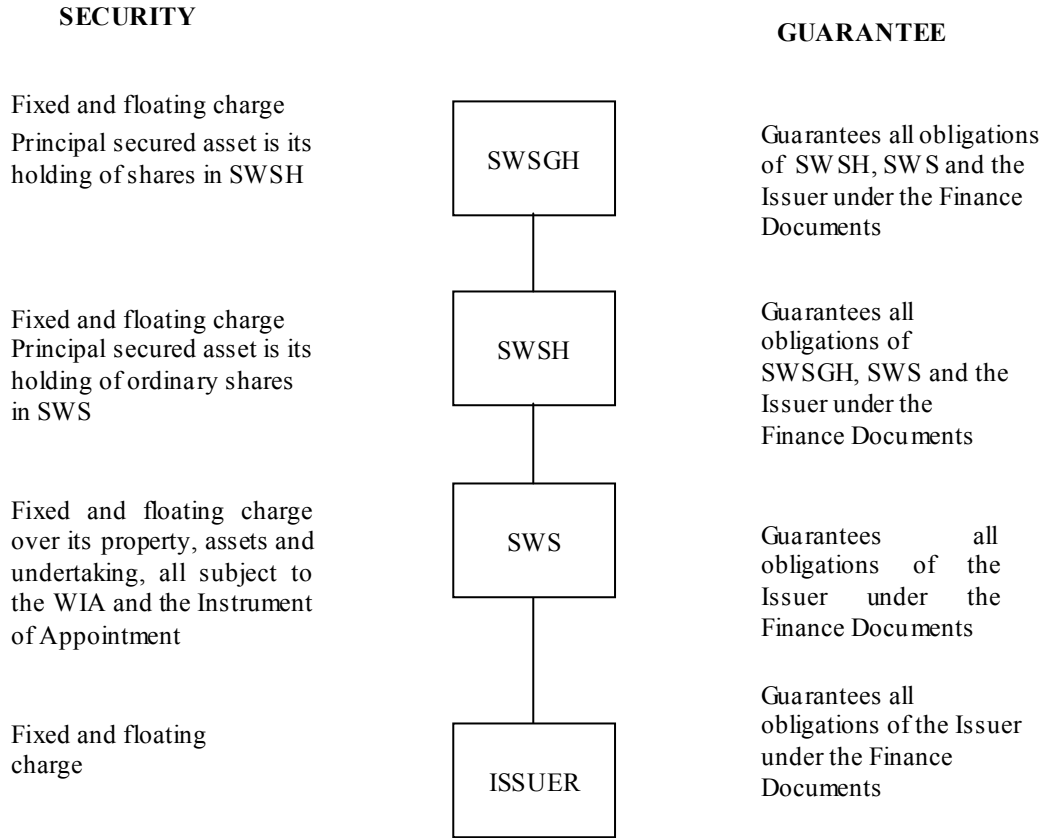 SECURITY
GUARANTEE
Fixed and floating charge
Principal secured asset is its
holding of shares in SWSH
SWSGH
Guarantees all obligations
of SWSH, SWS and the
Issuer under the Finance
Documents
Fixed and floating charge
Principal secured asset is its
holding of ordinary shares
in SWS
SWSH
Guarantees all
obligations of
SWSGH, SWS and the
Issuer under the
Finance Documents
Fixed and floating charge
over its property, assets and
undertaking, all subject to
the WIA and the Instrument
of Appointment
SWS
Guarantees all
obligations of the
Issuer under the
Finance Documents
Fixed and floating
charge
ISSUER
Guarantees all
obligations of the Issuer
under the Finance
Documents